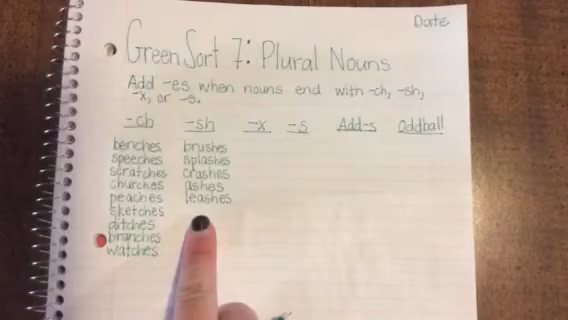 Date
Green Sort 7: Plural Nouns
Add -es when nouns end with -ch, -sh,
-x, or -s.
-ch -sh -x -s Add-s Oddball
benches brushes
speeches splashes
scratches crashes
churches ashes
peaches leashes
sketches
ditches
branches
watches